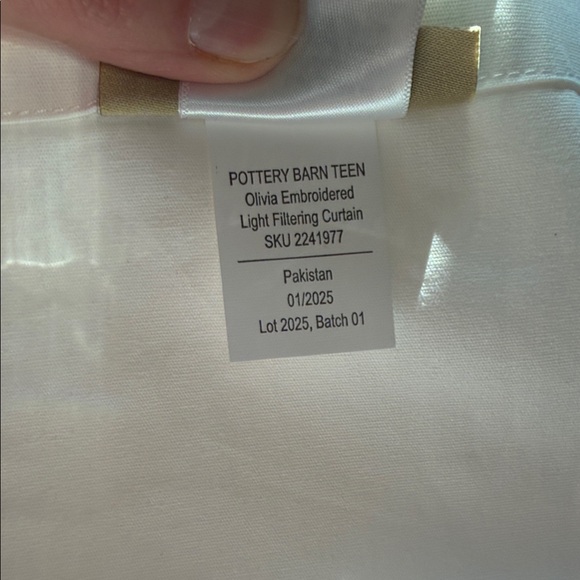 POTTERY BARN TEEN
Olivia Embroidered
Light Filtering Curtain
SKU 2241977
Pakistan
01/2025
Lot 2025, Batch 01